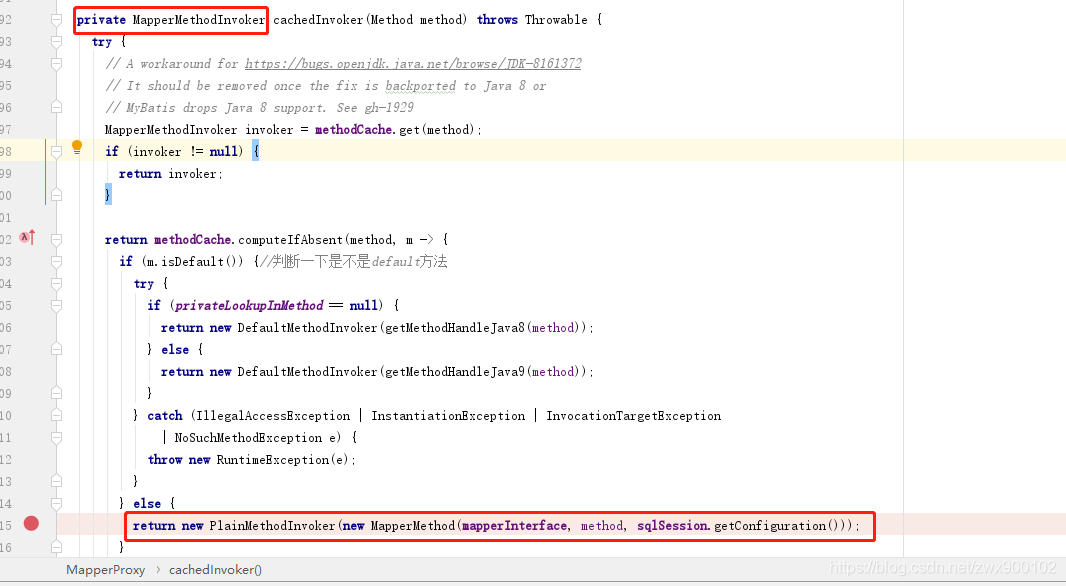 92 private MapperMethodInvoker cachedInvoker(Method method) throws Throwable {
93 try {
94 // A workaround for https://bugs.openjdk.java.net/browse/JDK-8161372
95 // It should be removed once the fix is backported to Java 8 or
96 // MyBatis drops Java 8 support. See gh-1929
97 MapperMethodInvoker invoker = methodCache.get(method);
98 if (invoker != null) {
99 return invoker;
00 }
01
02 return methodCache.computeIfAbsent(method, m -> {
03 if (m.isDefault()) {//判断一下是不是default方法
04 try {
05 if (privateLookupInMethod == null) {
06 return new DefaultMethodInvoker(getMethodHandleJava8(method));
07 } else {
08 return new DefaultMethodInvoker(getMethodHandleJava9(method));
09 }
10 } catch (IllegalAccessException | InstantiationException | InvocationTargetException
11 | NoSuchMethodException e) {
12 throw new RuntimeException(e);
13 }
14 } else {
15 return new PlainMethodInvoker(new MapperMethod(mapperInterface, method, sqlSession.getConfiguration()));
16 }
MapperProxy › cachedInvoker()
https://blog.csdn.net/zwx900102